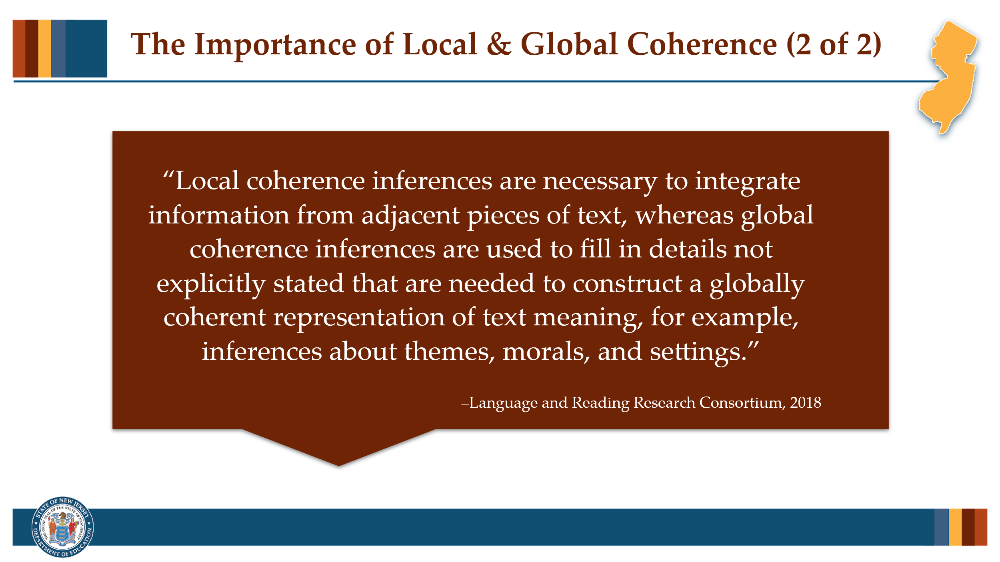 The Importance of Local & Global Coherence (2 of 2)
“Local coherence inferences are necessary to integrate
information from adjacent pieces of text, whereas global
coherence inferences are used to fill in details not
explicitly stated that are needed to construct a globally
coherent representation of text meaning, for example,
inferences about themes, morals, and settings.”
–Language and Reading Research Consortium, 2018
STATE OF NEW JERSEY
THE GREAT SEAL OF THE STATE OF NEW JERSEY
DEPARTMENT OF EDUCATION